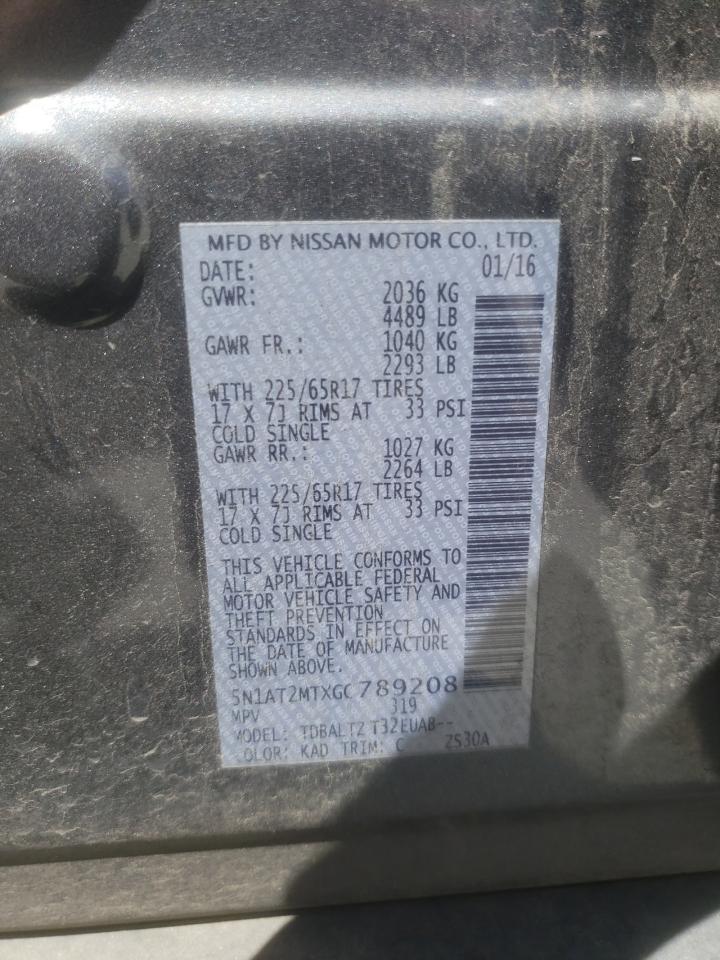 MFD BY NISSAN MOTOR CO., LTD.
DATE: 01/16
GVWR: 2036 KG
4489 LB
GAWR FR.: 1040 KG
2293 LB
WITH 225/65R17 TIRES
17 X 7J RIMS AT 33 PSI
COLD SINGLE
GAWR RR.: 1027 KG
2264 LB
WITH 225/65R17 TIRES
17 X 7J RIMS AT 33 PSI
COLD SINGLE
THIS VEHICLE CONFORMS TO
ALL APPLICABLE FEDERAL
MOTOR VEHICLE SAFETY AND
THEFT PREVENTION
STANDARDS IN EFFECT ON
THE DATE OF MANUFACTURE
SHOWN ABOVE.
5N1AT2MTXGC789208
MPV 319
MODEL: TDBALTZ T32EUAB--
OLOR: KAD TRIM: C ZS30A